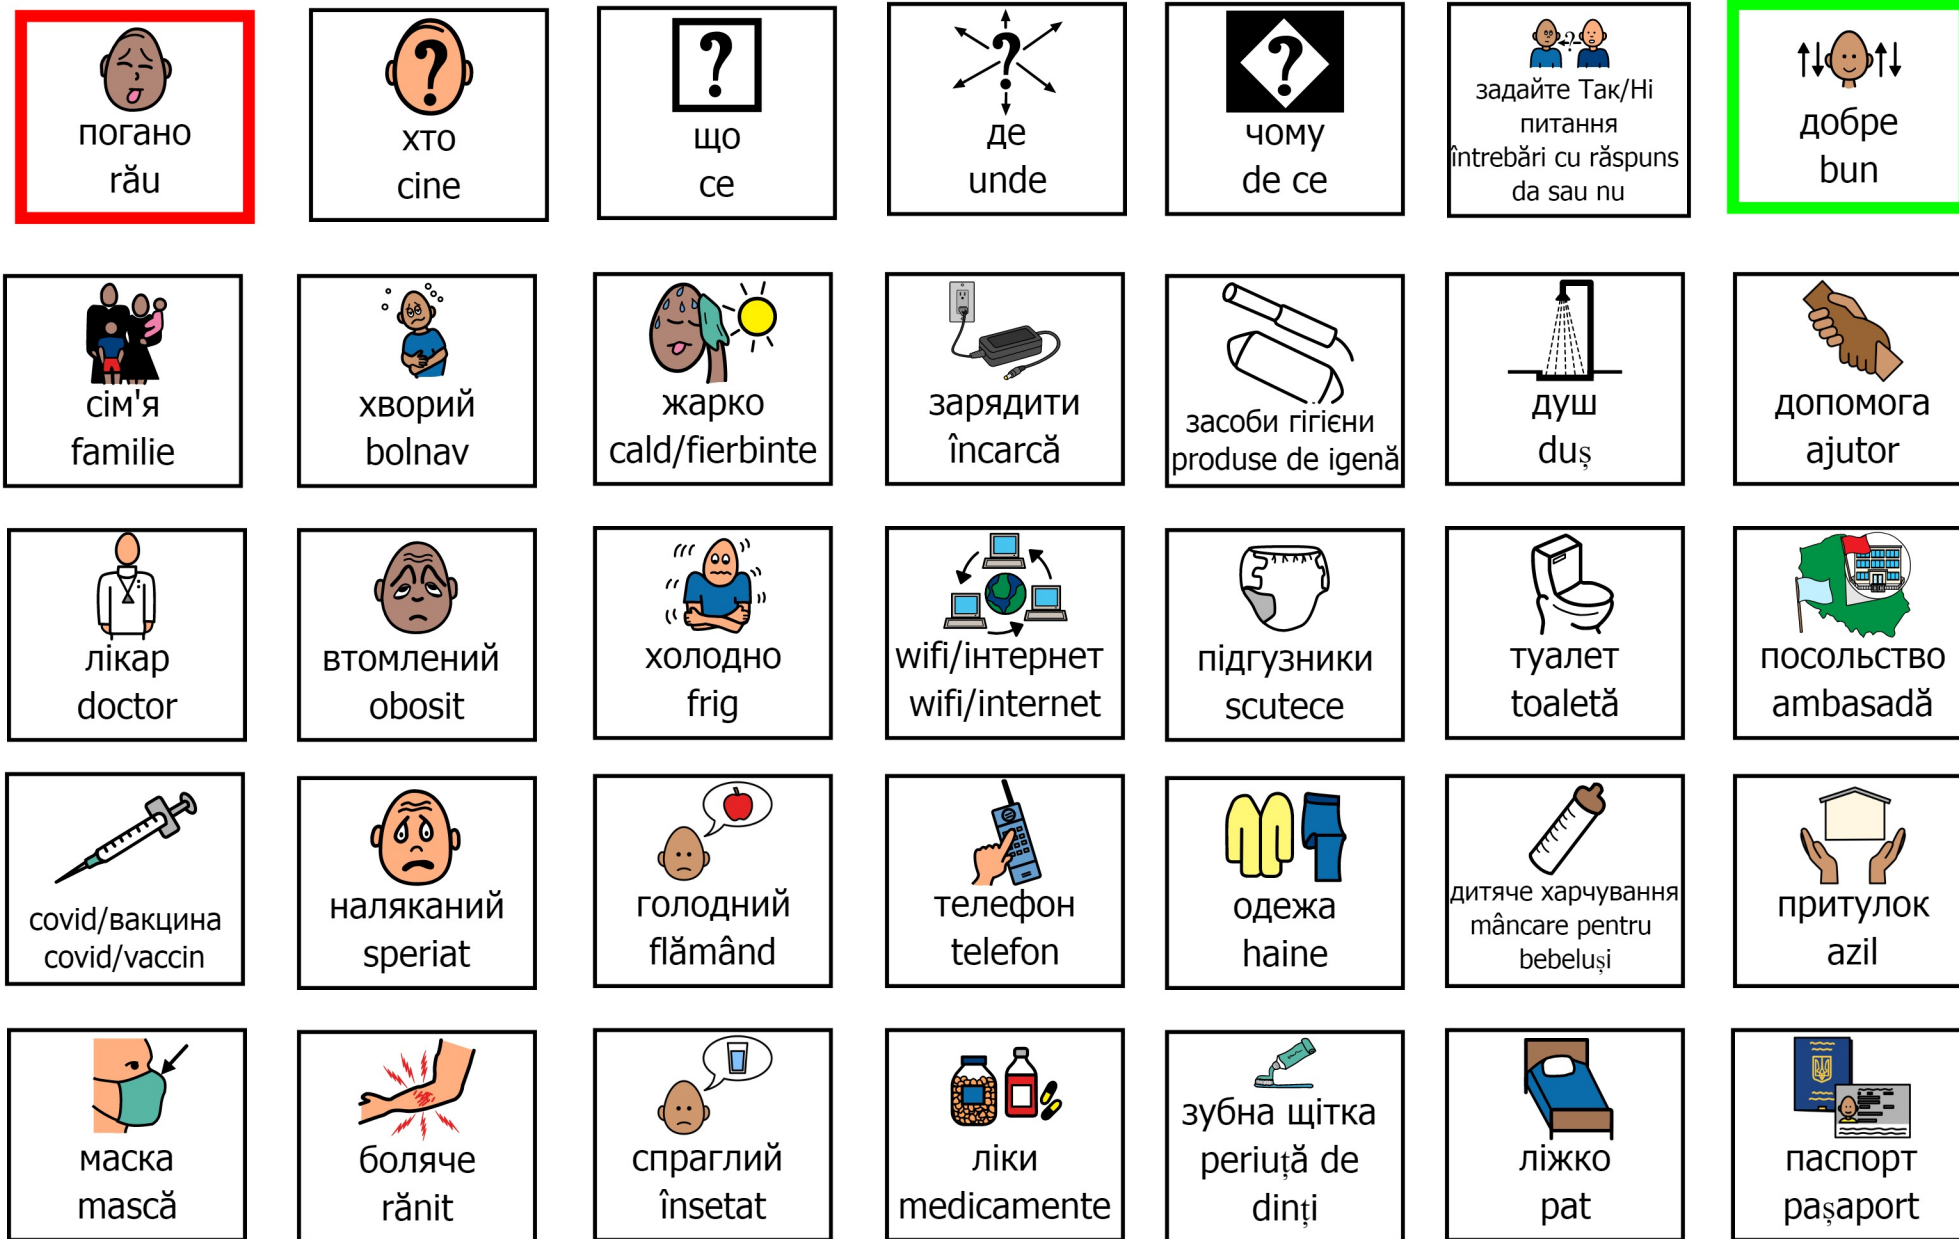 погано
rău
хто
cine
що
ce
де
unde
чому
de ce
задайте Так/Ні
питання
întrebări cu răspuns
da sau nu
добре
bun
сім'я
familie
хворий
bolnav
жарко
cald/fierbinte
зарядити
încarcă
засоби гігієни
produse de igenă
душ
duș
допомога
ajutor
лікар
doctor
втомлений
obosit
холодно
frig
wifi/інтернет
wifi/internet
підгузники
scutece
туалет
toaletă
посольство
ambasadă
covid/вакцина
covid/vaccin
наляканий
speriat
голодний
flămând
телефон
telefon
одежа
haine
дитяче харчування
mâncare pentru
bebeluși
притулок
azil
маска
mască
боляче
rănit
спраглий
însetat
ліки
medicamente
зубна щітка
periuță de
dinți
ліжко
pat
паспорт
pașaport